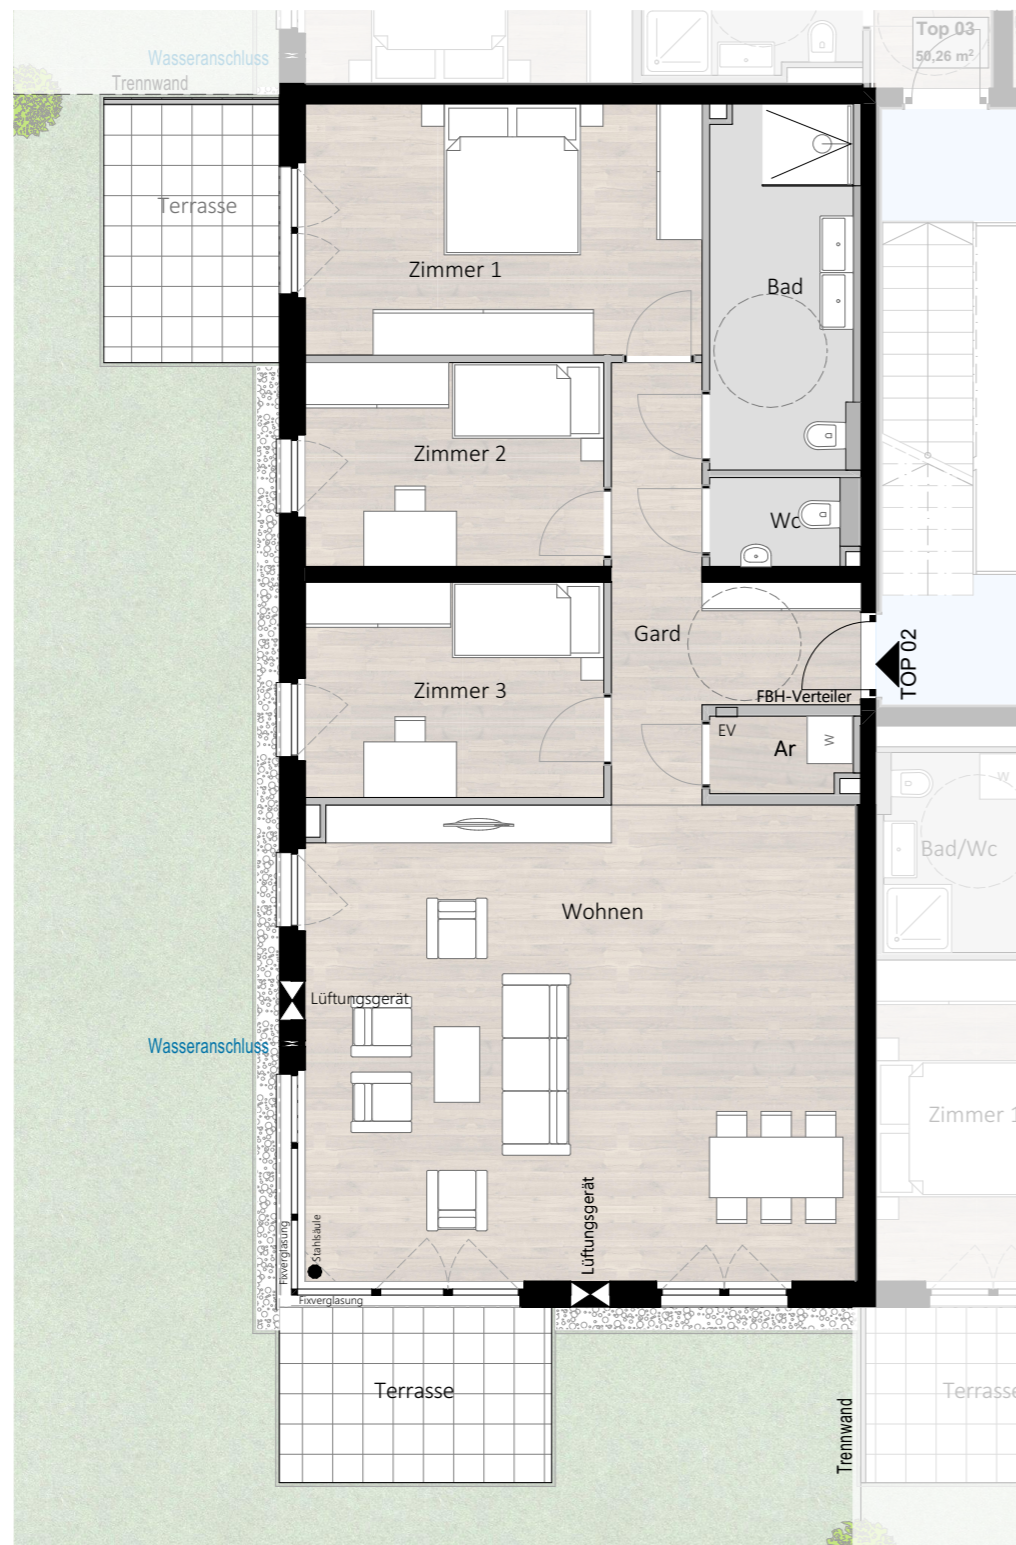 Top 03
50,26 m²
Wasseranschluss
Trennwand
Terrasse
Zimmer 1
Bad
Zimmer 2
Wc
Gard
TOP 02
Zimmer 3
FBH-Verteiler
EV
Ar
W
W
Bad/Wc
Wohnen
Lüftungsgerät
Wasseranschluss
Zimmer 1
Lüftungsgerät
Stahlsäule
Fixverglasung
Fixverglasung
Terrasse
Terrasse
Trennwand